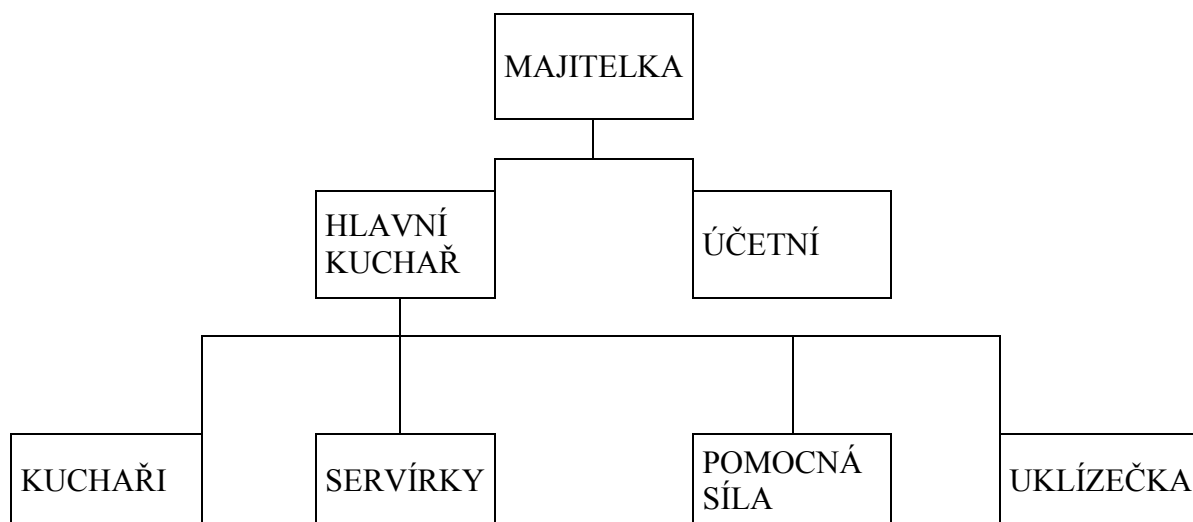 MAJITELKA
HLAVNÍ
KUCHAŘ
ÚČETNÍ
KUCHAŘI
SERVÍRKY
POMOCNÁ
SÍLA
UKLÍZEČKA